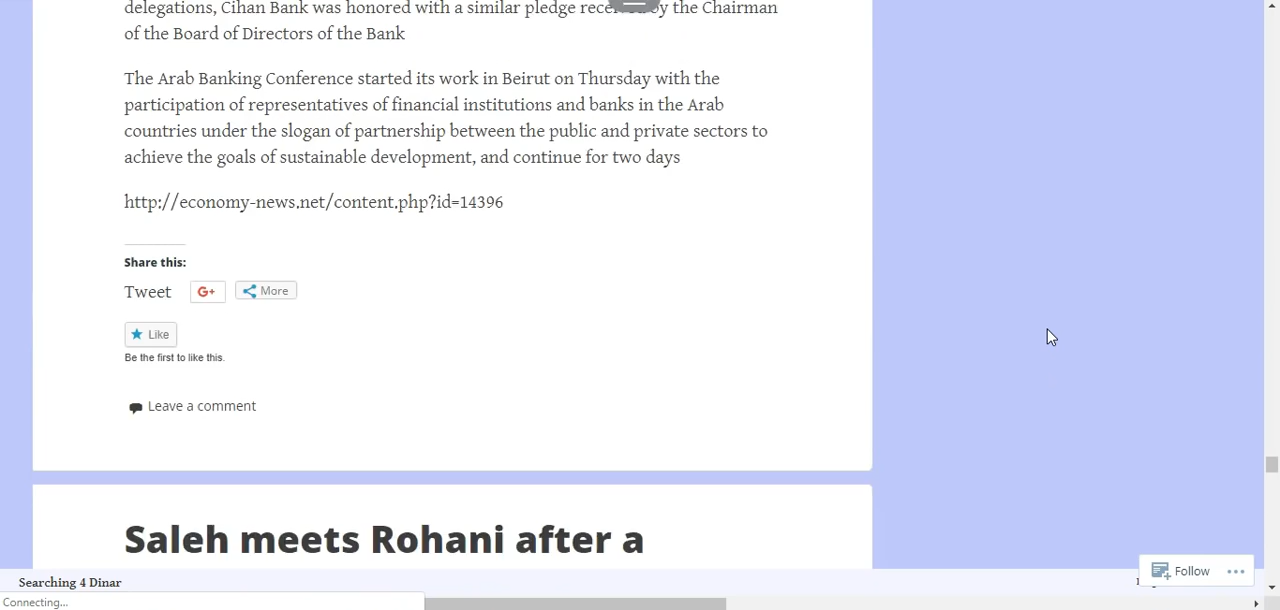 delegations, Cihan Bank was honored with a similar pledge received by the Chairman
of the Board of Directors of the Bank
The Arab Banking Conference started its work in Beirut on Thursday with the
participation of representatives of financial institutions and banks in the Arab
countries under the slogan of partnership between the public and private sectors to
achieve the goals of sustainable development, and continue for two days
http://economy-news.net/content.php?id=14396
Share this:
Tweet G+ More
Like
Be the first to like this.
Leave a comment
Saleh meets Rohani after a
Follow
Searching 4 Dinar
Connecting...